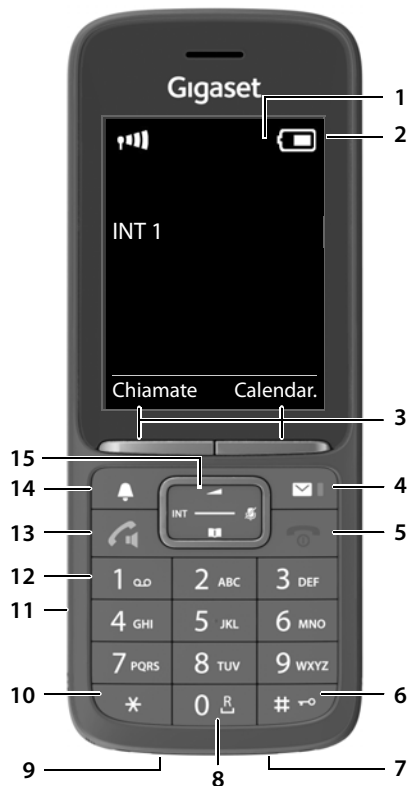 Gigaset
1
2
INT 1
Chiamate Calendar.
3
15
14
4
INT
13
5
12
1 2 ABC 3 DEF
11
4 GHI 5 JKL 6 MNO
7 PQRS 8 TUV 9 WXYZ
10
* 0 R #
6
9
8
7